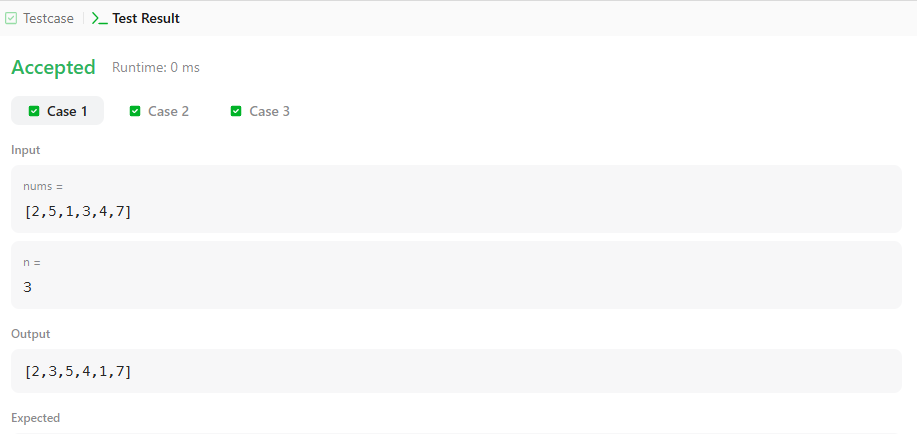 Testcase | >_ Test Result
Accepted Runtime: 0 ms
Case 1 Case 2 Case 3
Input
nums =
[2,5,1,3,4,7]
n =
3
Output
[2,3,5,4,1,7]
Expected